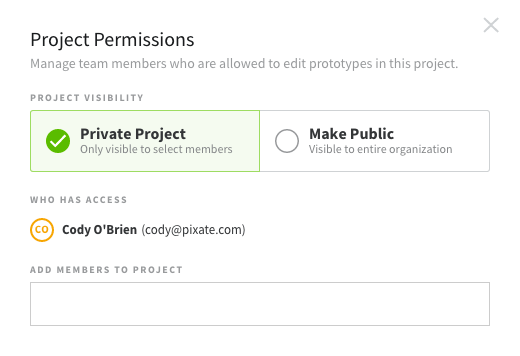 Project Permissions
Manage team members who are allowed to edit prototypes in this project.
PROJECT VISIBILITY
Private Project
Only visible to select members
Make Public
Visible to entire organization
WHO HAS ACCESS
CO Cody O'Brien (cody@pixate.com)
ADD MEMBERS TO PROJECT